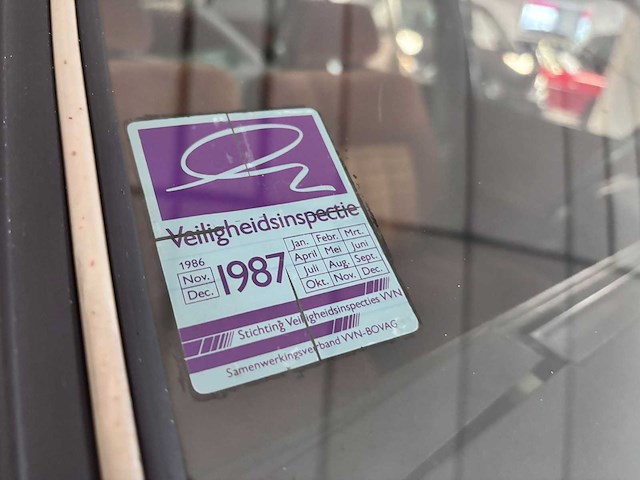 Veiligheidsinspectie
1986
Nov.
Dec.
1987
Jan. Febr. Mrt.
April Mei Juni
Juli Aug. Sept.
Okt. Nov. Dec.
Stichting Veiligheidsinspecties VVN
Samenwerkingsverband VVN-BOVAG